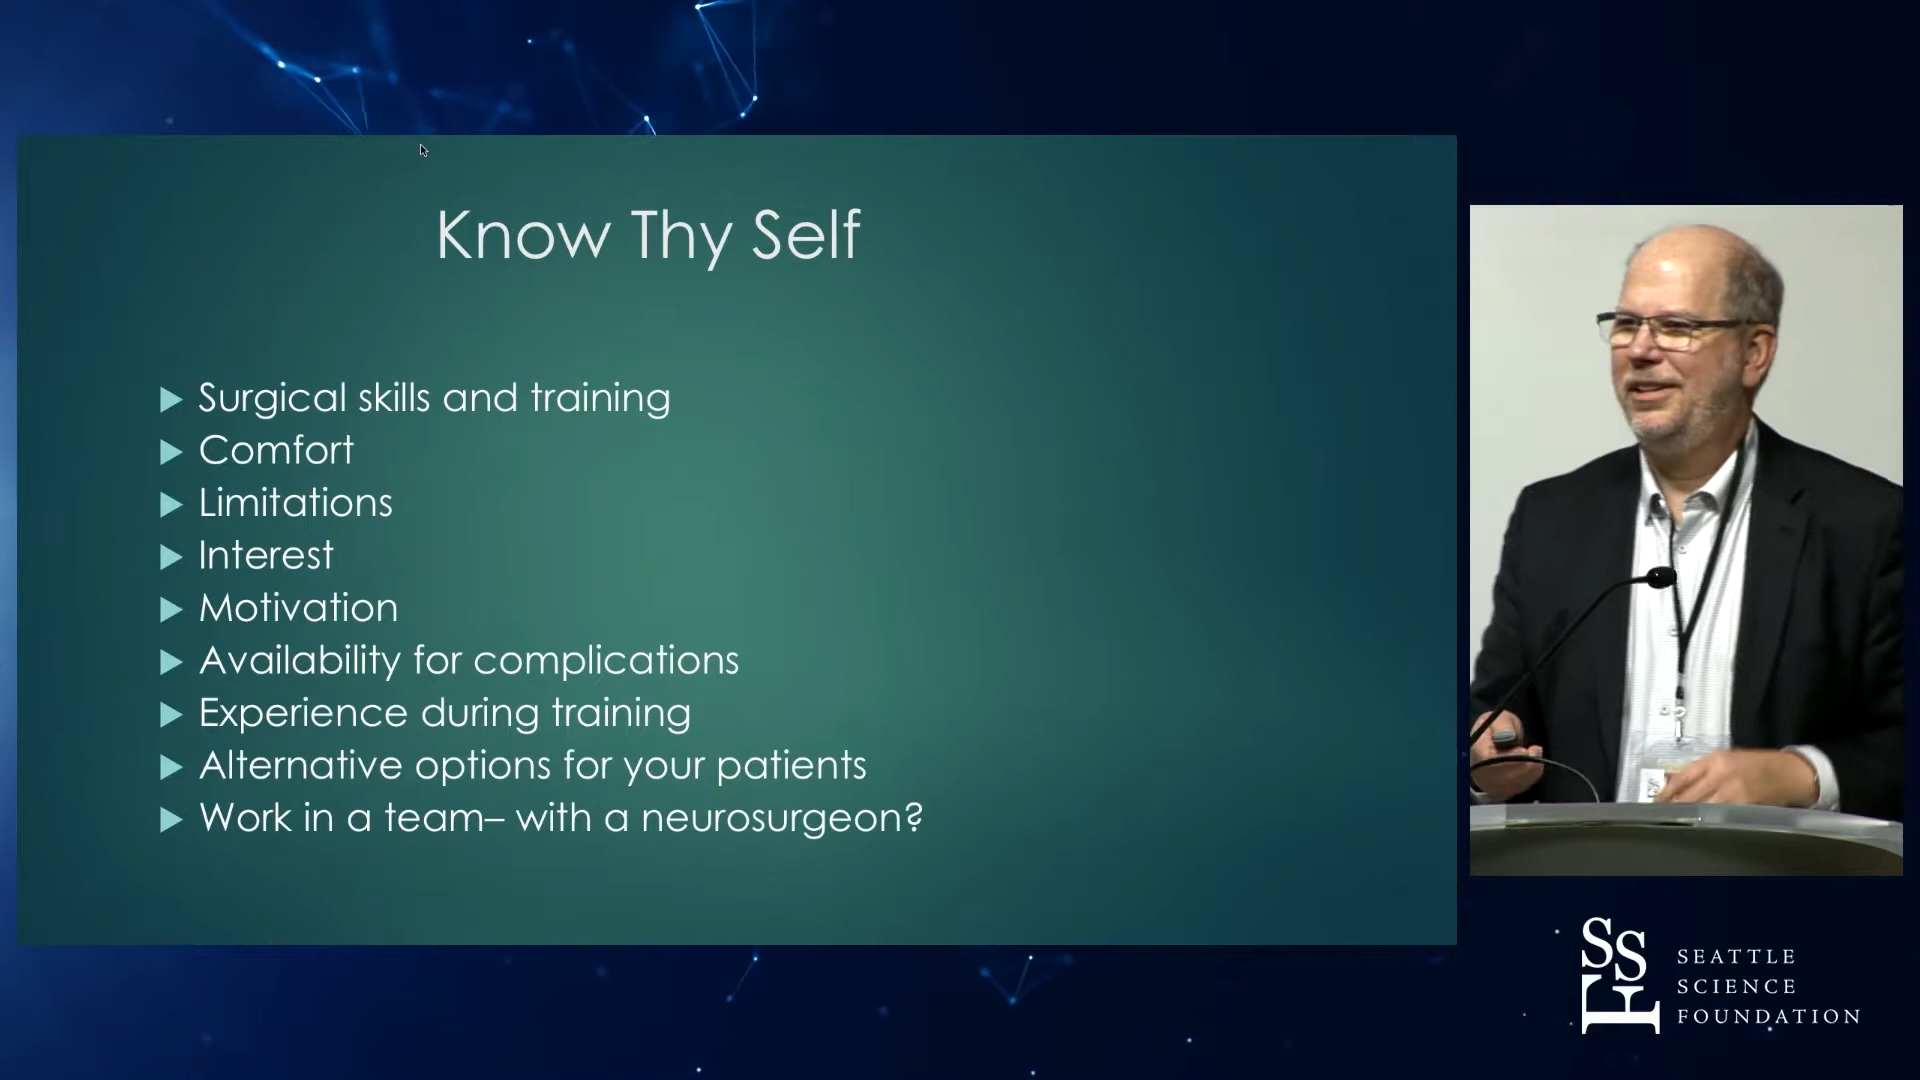 Know Thy Self
Surgical skills and training
Comfort
Limitations
Interest
Motivation
Availability for complications
Experience during training
Alternative options for your patients
Work in a team– with a neurosurgeon?
SSF
SEATTLE
SCIENCE
FOUNDATION